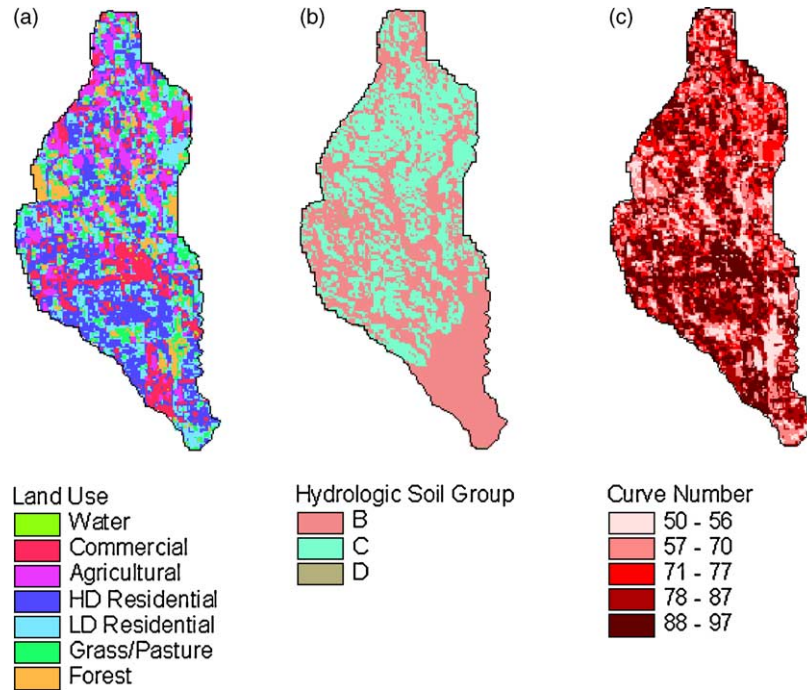 (a)
(b)
(c)
Land Use
Water
Commercial
Agricultural
HD Residential
LD Residential
Grass/Pasture
Forest
Hydrologic Soil Group
B
C
D
Curve Number
50 - 56
57 - 70
71 - 77
78 - 87
88 - 97